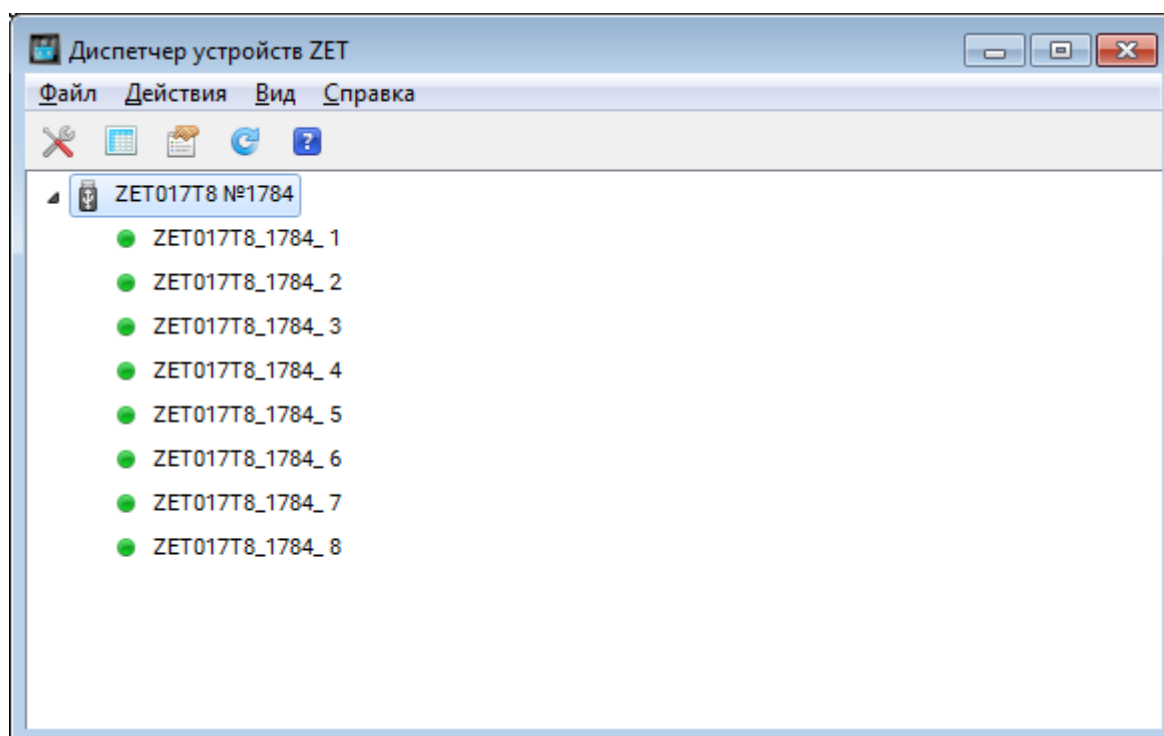 Диспетчер устройств ZET
Файл Действия Вид Справка
ZET017T8 №1784
ZET017T8_1784_ 1
ZET017T8_1784_ 2
ZET017T8_1784_ 3
ZET017T8_1784_ 4
ZET017T8_1784_ 5
ZET017T8_1784_ 6
ZET017T8_1784_ 7
ZET017T8_1784_ 8